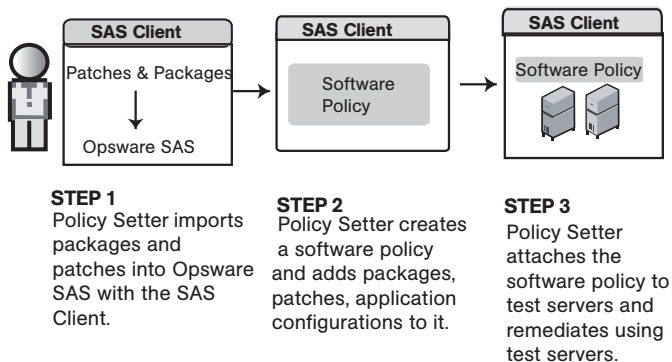 SAS Client
Patches & Packages
Opsware SAS
SAS Client
Software
Policy
SAS Client
Software Policy
STEP 1
Policy Setter imports
packages and
patches into Opsware
SAS with the SAS
Client.
STEP 2
Policy Setter creates
a software policy
and adds packages,
patches, application
configurations to it.
STEP 3
Policy Setter
attaches the
software policy to
test servers and
remediates using
test servers.